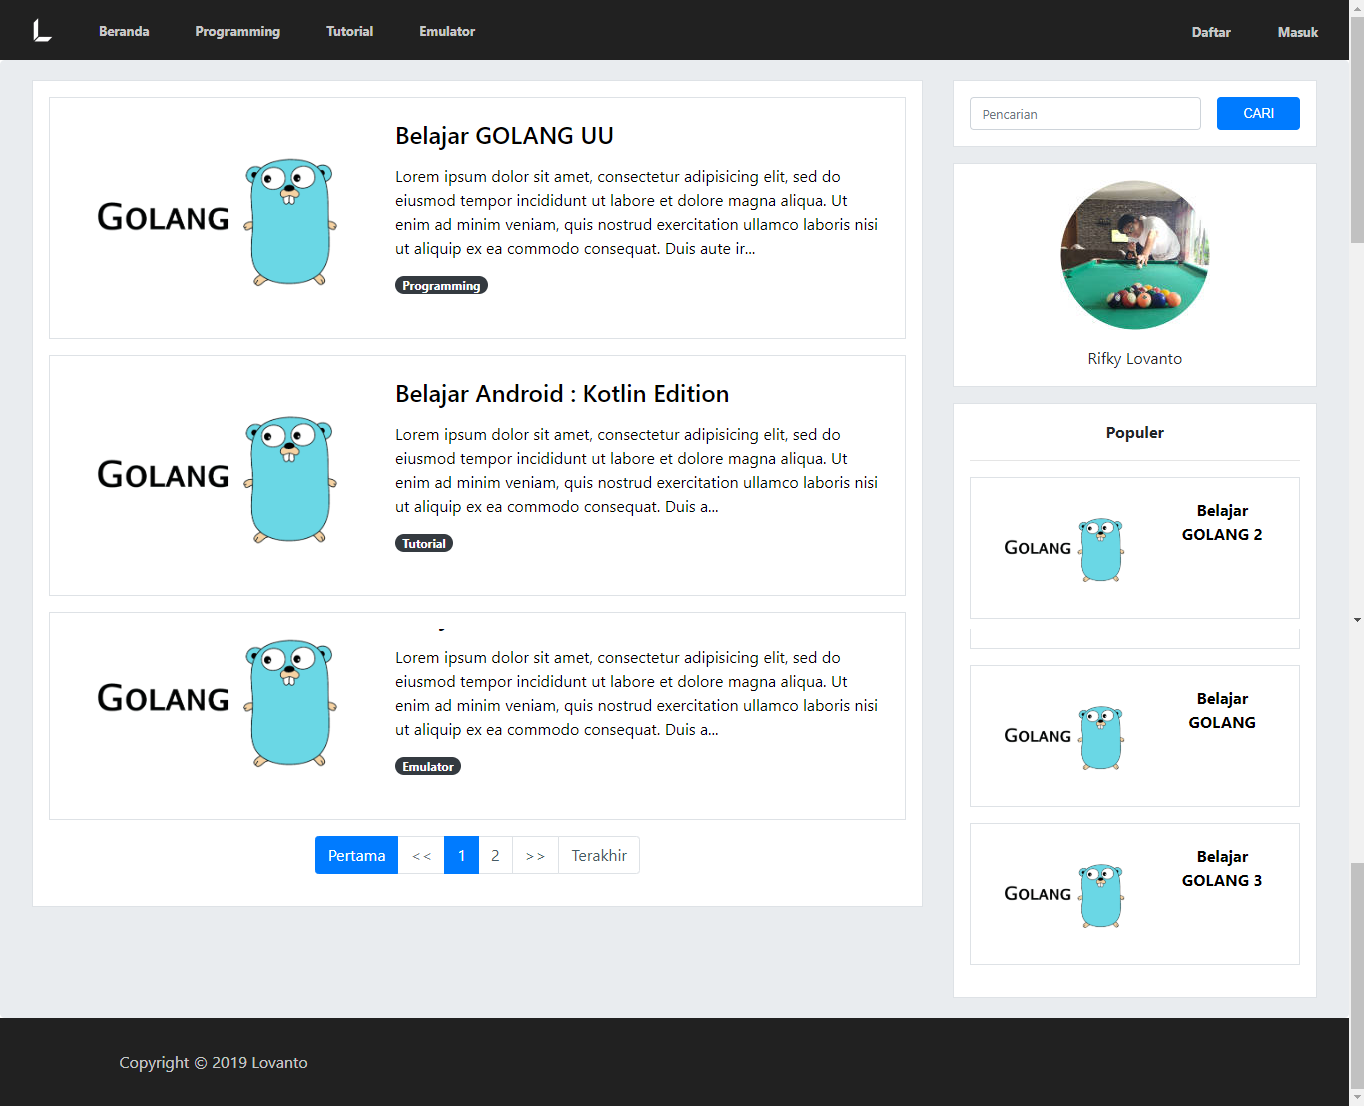 Beranda
Programming
Tutorial
Emulator
Daftar
Masuk
GOLANG
Belajar GOLANG UU
Lorem ipsum dolor sit amet, consectetur adipisicing elit, sed do
eiusmod tempor incididunt ut labore et dolore magna aliqua. Ut
enim ad minim veniam, quis nostrud exercitation ullamco laboris nisi
ut aliquip ex ea commodo consequat. Duis aute ir...
Programming
GOLANG
Belajar Android : Kotlin Edition
Lorem ipsum dolor sit amet, consectetur adipisicing elit, sed do
eiusmod tempor incididunt ut labore et dolore magna aliqua. Ut
enim ad minim veniam, quis nostrud exercitation ullamco laboris nisi
ut aliquip ex ea commodo consequat. Duis a...
Tutorial
GOLANG
Lorem ipsum dolor sit amet, consectetur adipisicing elit, sed do
eiusmod tempor incididunt ut labore et dolore magna aliqua. Ut
enim ad minim veniam, quis nostrud exercitation ullamco laboris nisi
ut aliquip ex ea commodo consequat. Duis a...
Emulator
Pertama << 1 2 >> Terakhir
Pencarian
CARI
Rifky Lovanto
Populer
GOLANG
Belajar
GOLANG 2
GOLANG
Belajar
GOLANG
GOLANG
Belajar
GOLANG 3
Copyright © 2019 Lovanto